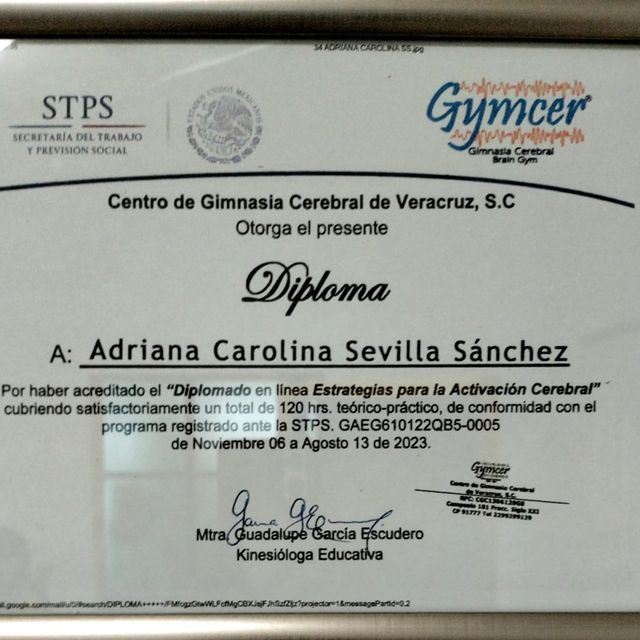 34 ADRIANA CAROLINA SS.jpg
STPS
SECRETARÍA DEL TRABAJO
Y PREVISIÓN SOCIAL
ESTADOS UNIDOS MEXICANOS
Gymcer®
Gimnasia Cerebral
Brain Gym
Centro de Gimnasia Cerebral de Veracruz, S.C
Otorga el presente
Diploma
A: Adriana Carolina Sevilla Sánchez
Por haber acreditado el “Diplomado en línea Estrategias para la Activación Cerebral”
cubriendo satisfactoriamente un total de 120 hrs. teórico-práctico, de conformidad con el
programa registrado ante la STPS. GAEG610122QB5-0005
de Noviembre 06 a Agosto 13 de 2023.
Gymcer
Centro de Gimnasia Cerebral
de Veracruz, S.C.
Mtra. Guadalupe García Escudero
Kinesióloga Educativa